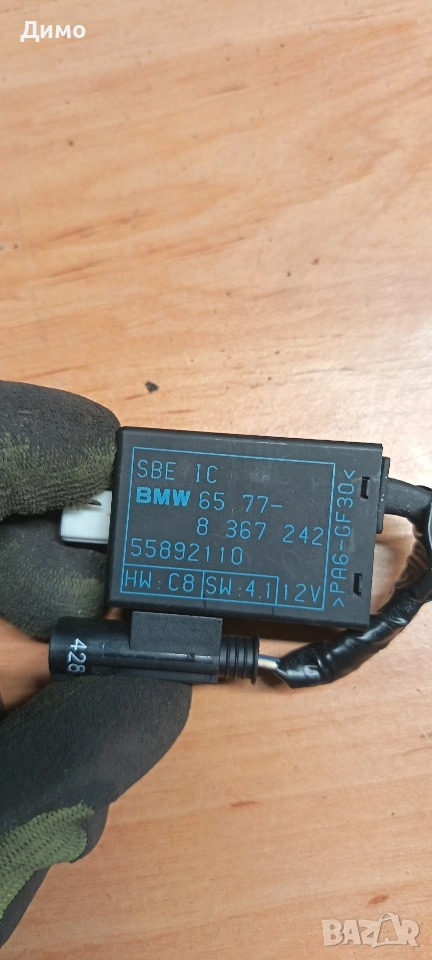 Димо
SBE IC
BMW 65 77-
8 367 242
55892110
HW:C8 SW:4.1 12V
>PA6-GF30<
428
BAZAR